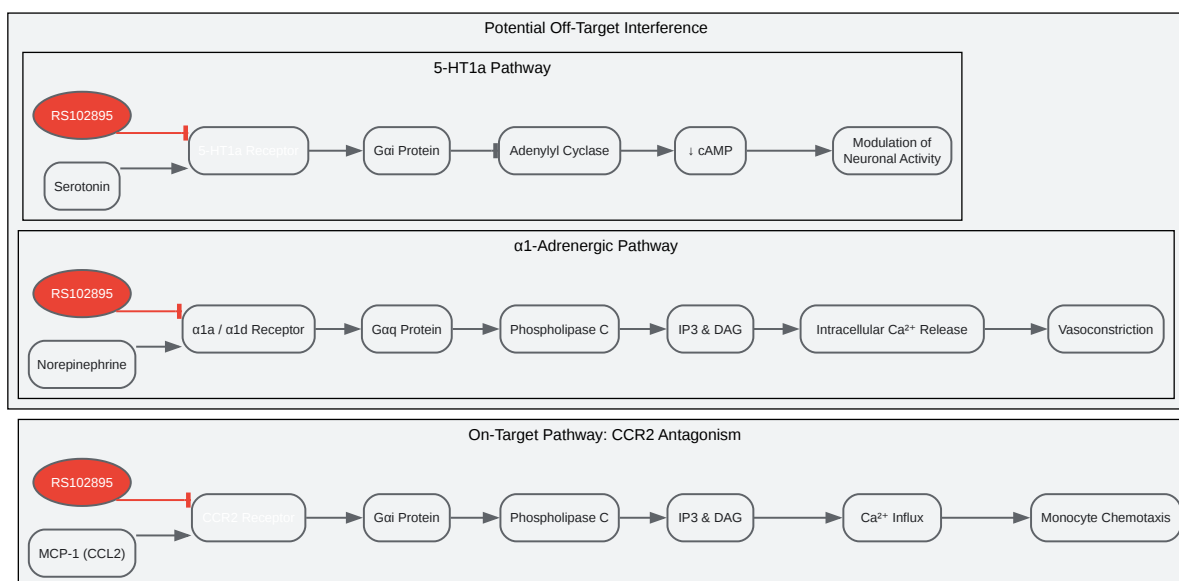 Potential Off-Target Interference
5-HT1a Pathway
RS102895
Serotonin
5-HT1a Receptor
Gαi Protein
Adenylyl Cyclase
↓ cAMP
Modulation of
Neuronal Activity
α1-Adrenergic Pathway
RS102895
Norepinephrine
α1a / α1d Receptor
Gαq Protein
Phospholipase C
IP3 & DAG
Intracellular Ca²⁺ Release
Vasoconstriction
On-Target Pathway: CCR2 Antagonism
RS102895
MCP-1 (CCL2)
CCR2 Receptor
Gαi Protein
Phospholipase C
IP3 & DAG
Ca²⁺ Influx
Monocyte Chemotaxis